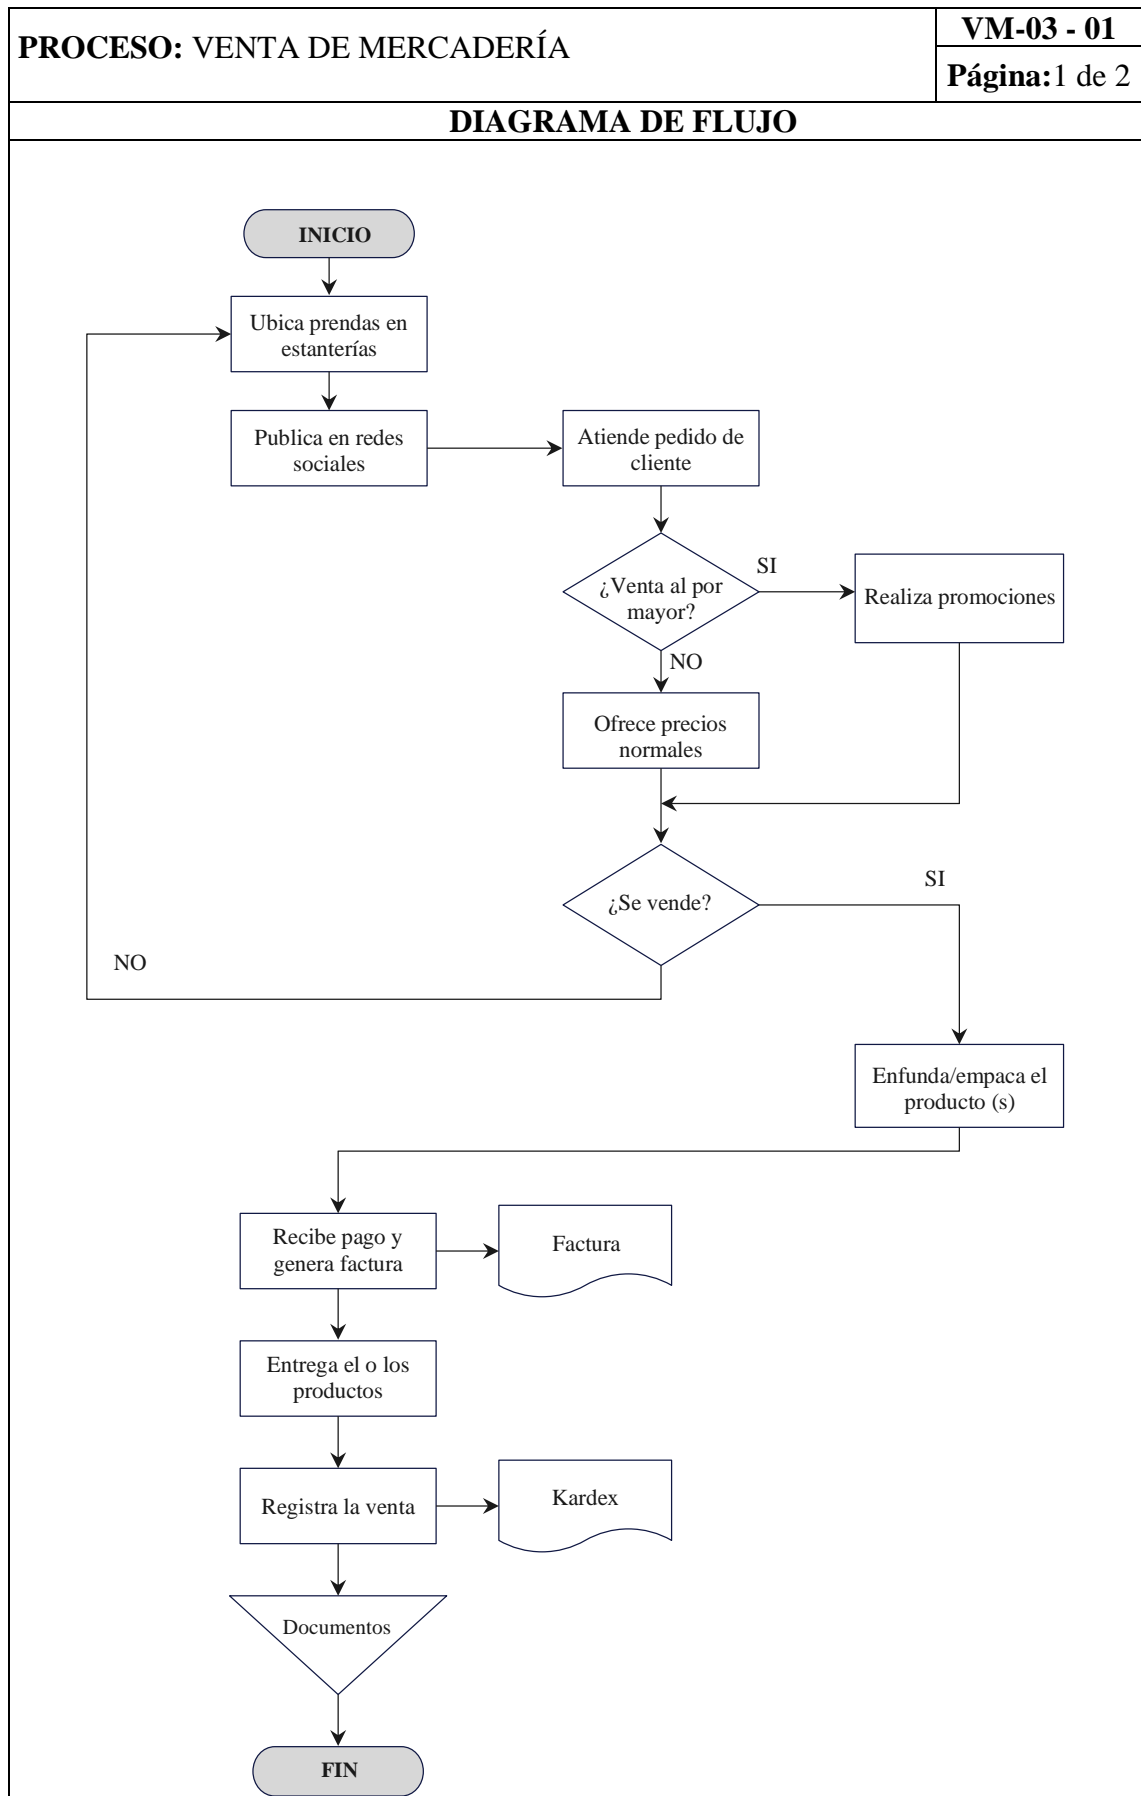 PROCESO: VENTA DE MERCADERÍA
VM-03 - 01
Página:1 de 2
DIAGRAMA DE FLUJO
INICIO
Ubica prendas en
estanterías
Publica en redes
sociales
Atiende pedido de
cliente
¿Venta al por
mayor?
SI
Realiza promociones
NO
Ofrece precios
normales
¿Se vende?
SI
NO
Enfunda/empaca el
producto (s)
Recibe pago y
genera factura
Factura
Entrega el o los
productos
Registra la venta
Kardex
Documentos
FIN